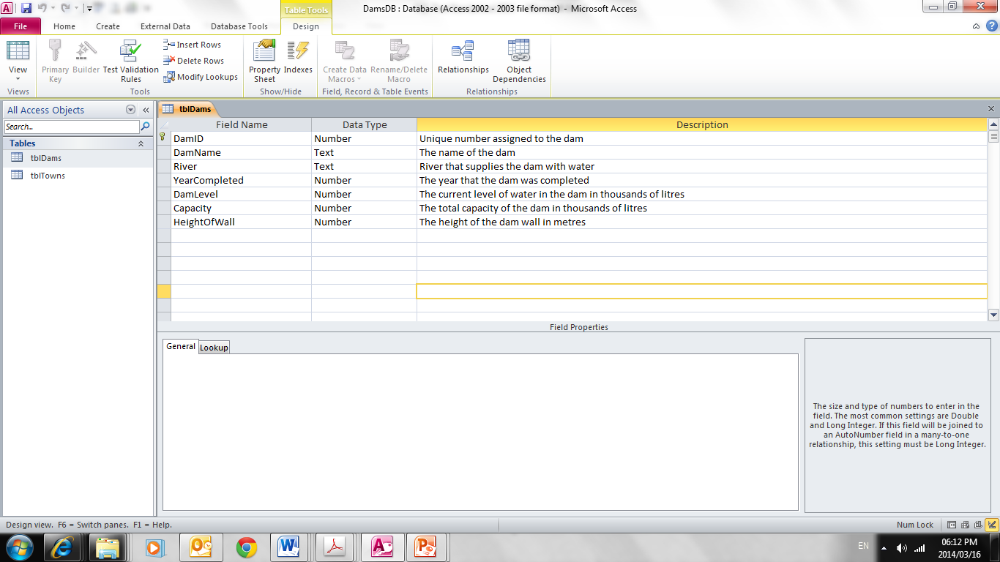 Table Tools
DamsDB : Database (Access 2002 - 2003 file format) - Microsoft Access
File Home Create External Data Database Tools Design
View
Primary Key
Builder
Test Validation Rules
Insert Rows
Delete Rows
Modify Lookups
Property Sheet
Indexes
Create Data Macros
Rename/Delete Macro
Relationships
Object Dependencies
Views Tools Show/Hide Field, Record & Table Events Relationships
All Access Objects
Search...
Tables
tblDams
tblTowns
tblDams
Field Name Data Type Description
DamID Number Unique number assigned to the dam
DamName Text The name of the dam
River Text River that supplies the dam with water
YearCompleted Number The year that the dam was completed
DamLevel Number The current level of water in the dam in thousands of litres
Capacity Number The total capacity of the dam in thousands of litres
HeightOfWall Number The height of the dam wall in metres
Field Properties
General Lookup
The size and type of numbers to enter in the
field. The most common settings are Double
and Long Integer. If this field will be joined to
an AutoNumber field in a many-to-one
relationship, this setting must be Long Integer.
Design view. F6 = Switch panes. F1 = Help.
Num Lock
EN
06:12 PM
2014/03/16